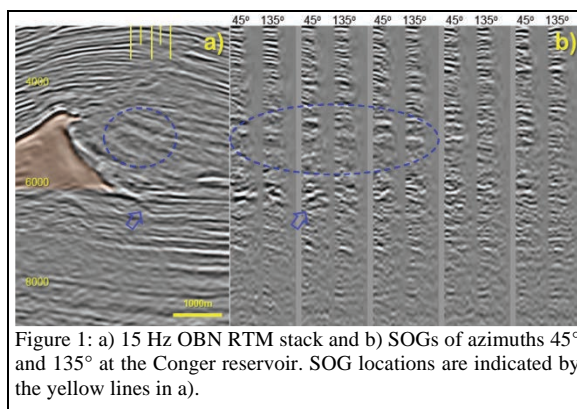 45° 135° 45° 135° 45° 135° 45° 135° 45° 135°
a) b)
4000
6000
8000
1000m
Figure 1: a) 15 Hz OBN RTM stack and b) SOGs of azimuths 45°
and 135° at the Conger reservoir. SOG locations are indicated by
the yellow lines in a).